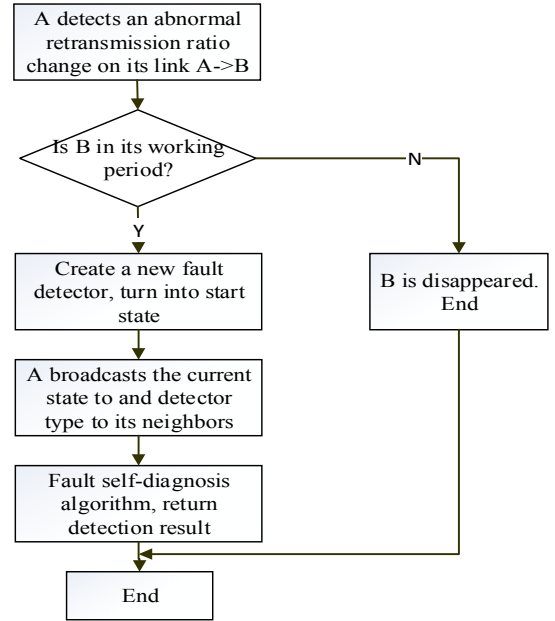 A detects an abnormal
retransmission ratio
change on its link A->B
Is B in its working
period?
N
Y
Create a new fault
detector, turn into start
state
B is disappeared.
End
A broadcasts the current
state to and detector
type to its neighbors
Fault self-diagnosis
algorithm, return
detection result
End